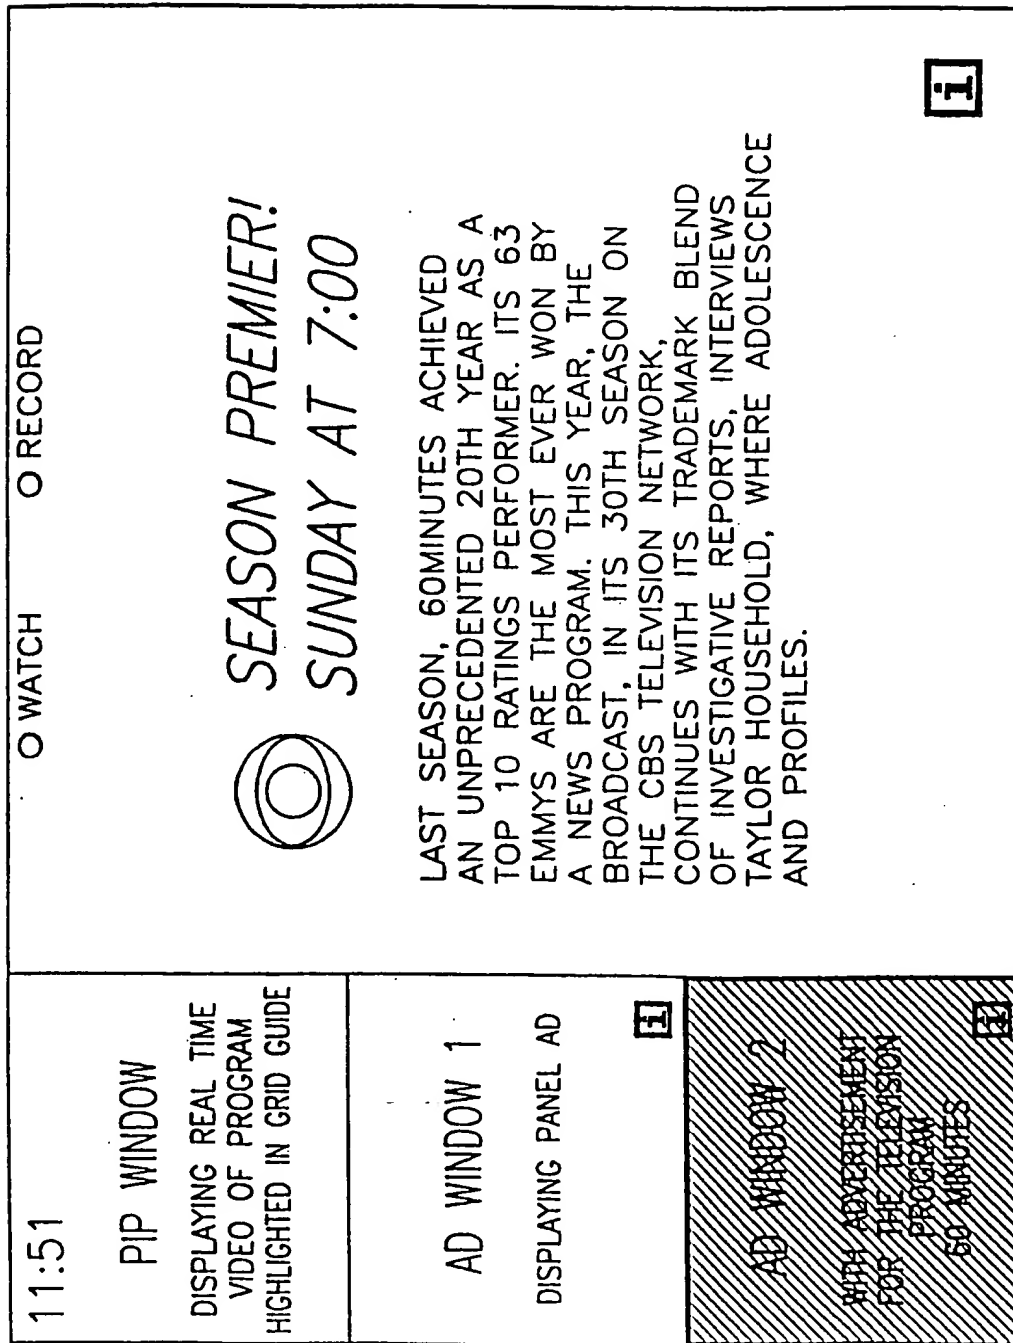 11:51
PIP WINDOW
DISPLAYING REAL TIME
VIDEO OF PROGRAM
HIGHLIGHTED IN GRID GUIDE
AD WINDOW 1
DISPLAYING PANEL AD
i
AD WINDOW 2
WITH ADVERTISEMENT
FOR THE TELEVISION
PROGRAM
60 MINUTES
i
O WATCH O RECORD
SEASON PREMIER!
SUNDAY AT 7:00
LAST SEASON, 60MINUTES ACHIEVED
AN UNPRECEDENTED 20TH YEAR AS A
TOP 10 RATINGS PERFORMER. ITS 63
EMMYS ARE THE MOST EVER WON BY
A NEWS PROGRAM. THIS YEAR, THE
BROADCAST, IN ITS 30TH SEASON ON
THE CBS TELEVISION NETWORK,
CONTINUES WITH ITS TRADEMARK BLEND
OF INVESTIGATIVE REPORTS, INTERVIEWS
TAYLOR HOUSEHOLD, WHERE ADOLESCENCE
AND PROFILES.
i